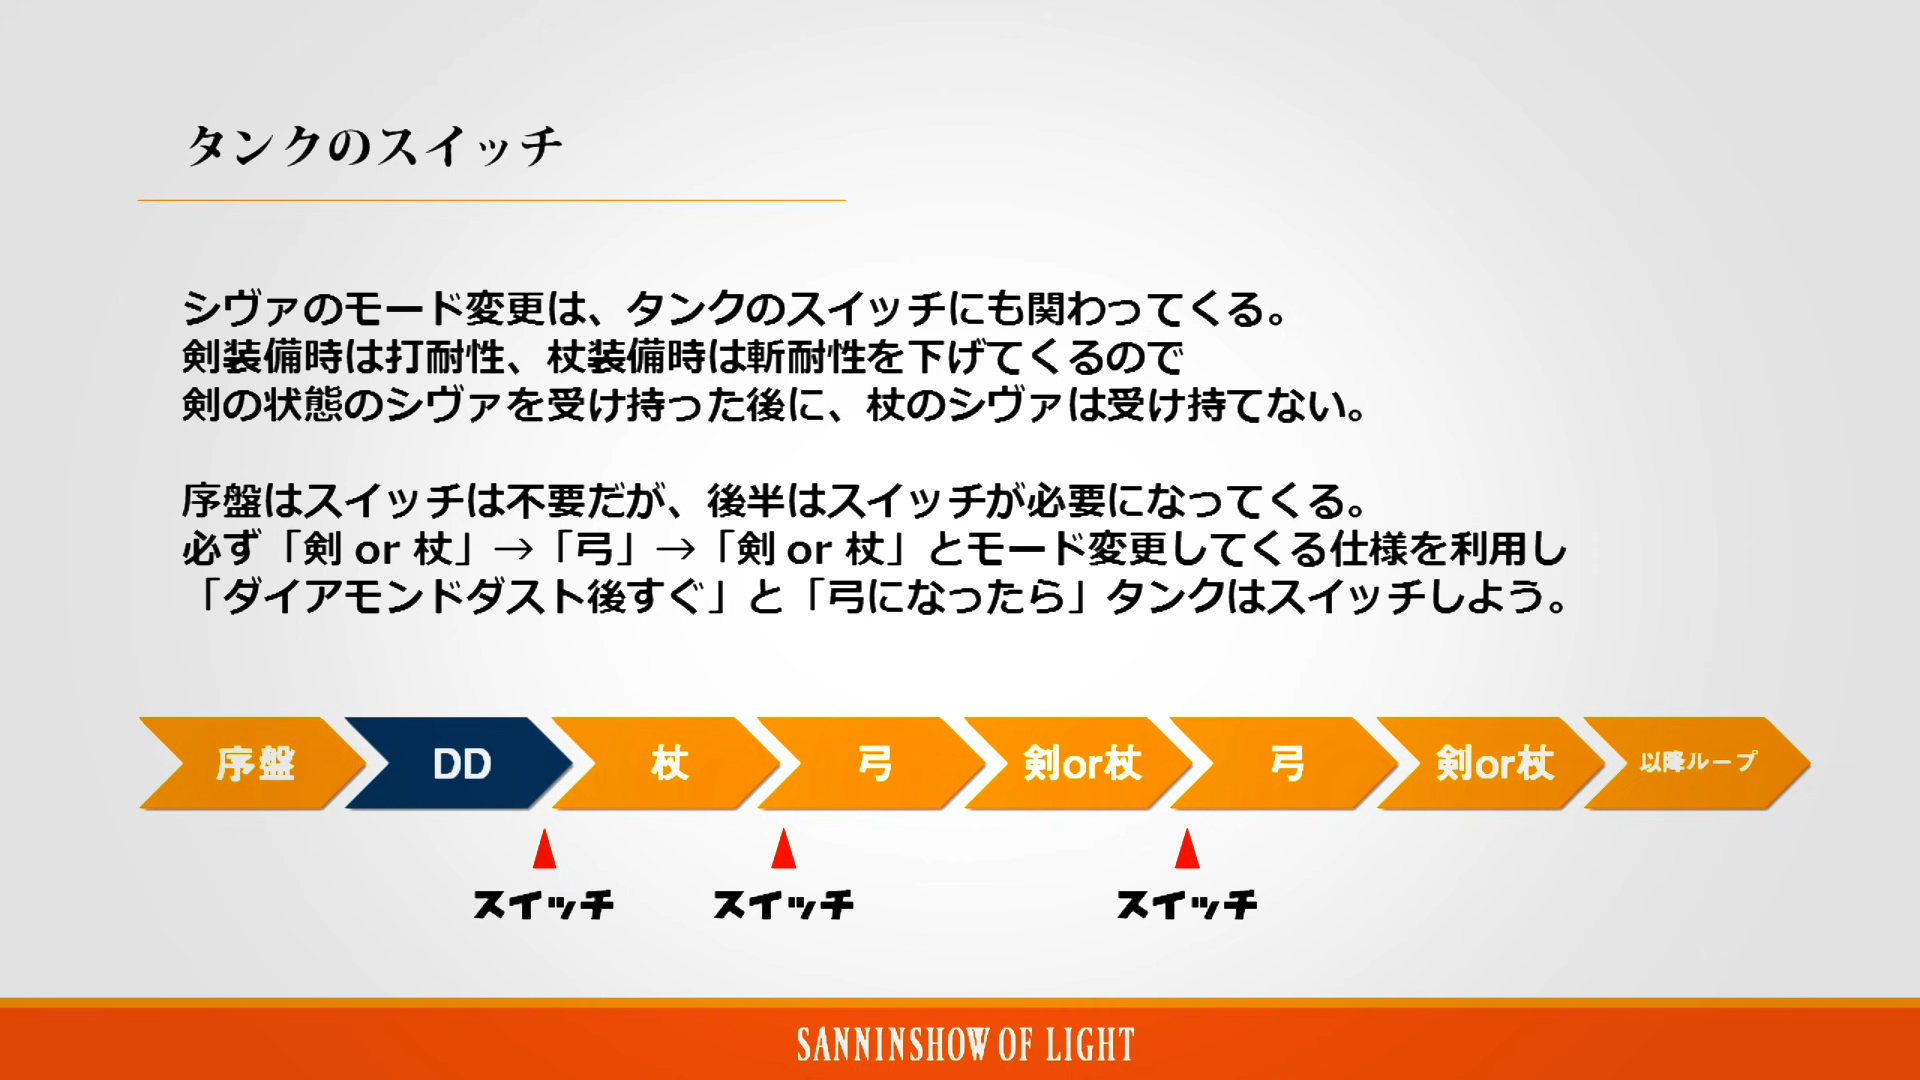 タンクのスイッチ
シヴァのモード変更は、タンクのスイッチにも関わってくる。
剣装備時は打耐性、杖装備時は斬耐性を下げてくるので
剣の状態のシヴァを受け持った後に、杖のシヴァは受け持てない。
序盤はスイッチは不要だが、後半はスイッチが必要になってくる。
必ず「剣 or 杖」→「弓」→「剣 or 杖」とモード変更してくる仕様を利用し
「ダイアモンドダスト後すぐ」と「弓になったら」タンクはスイッチしよう。
序盤 DD 杖 弓 剣or杖 弓 剣or杖 以降ループ
スイッチ スイッチ スイッチ
SANNINSHOW OF LIGHT